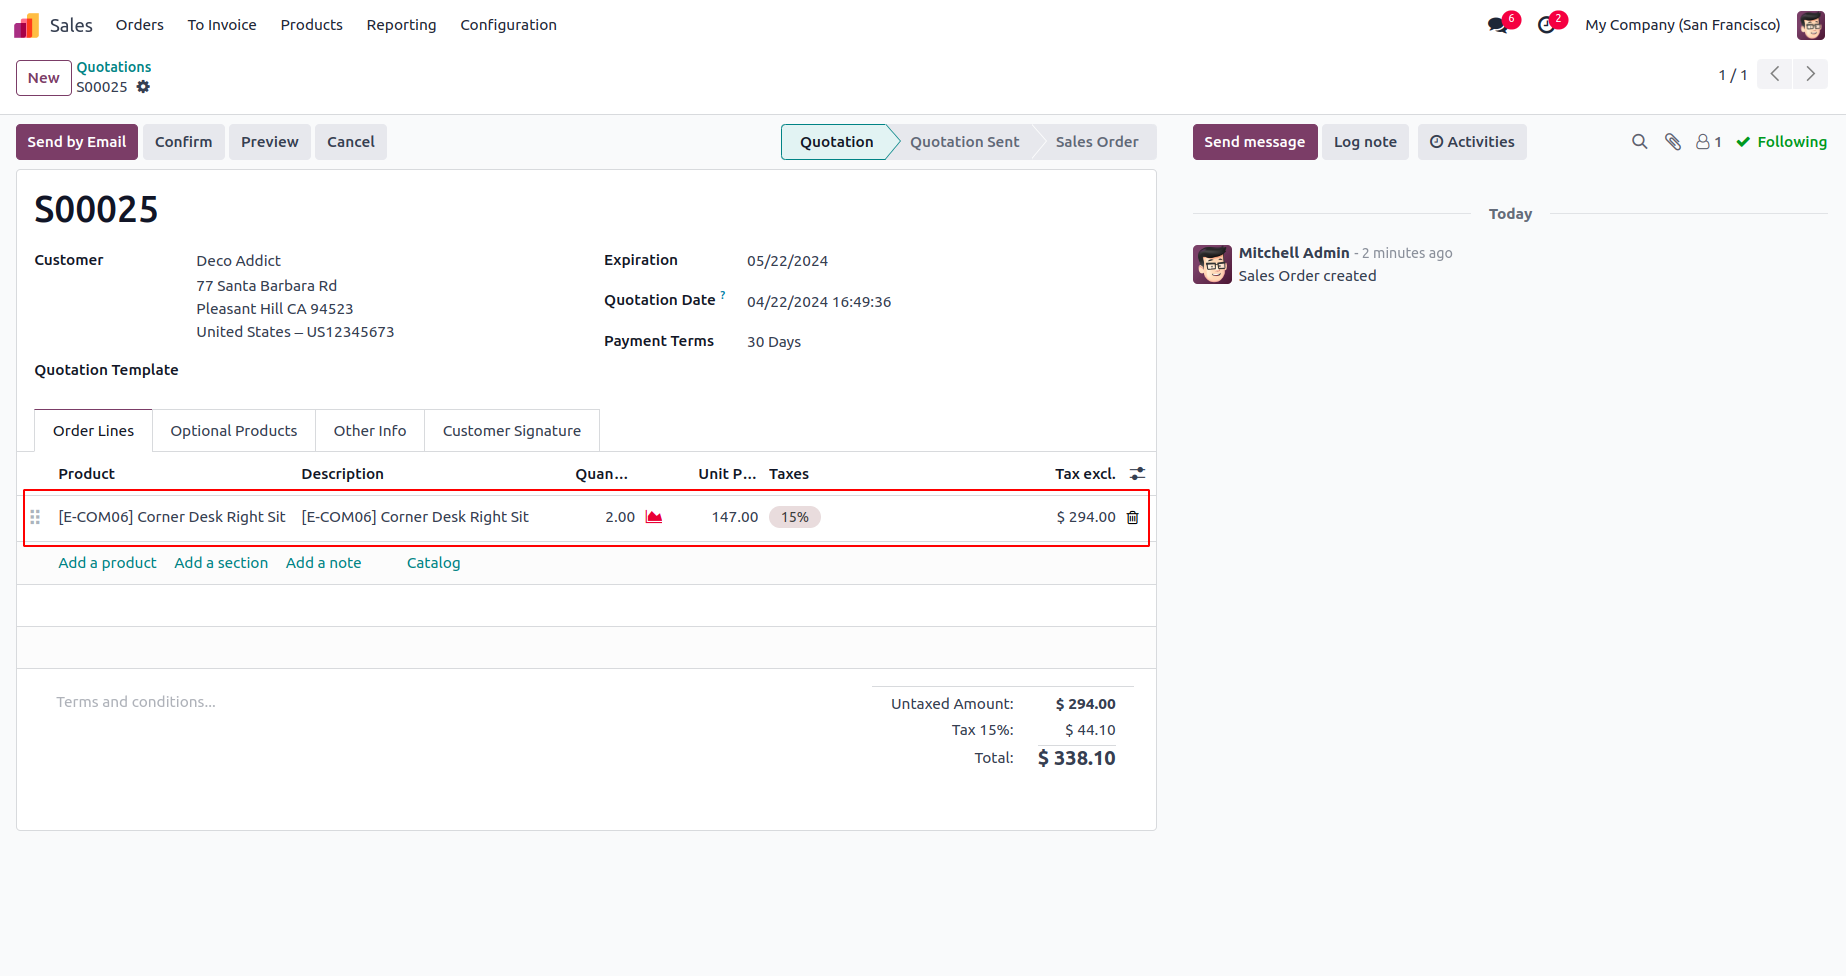 Sales Orders To Invoice Products Reporting Configuration 6 2 My Company (San Francisco)
New Quotations
S00025
1 / 1
Send by Email Confirm Preview Cancel Quotation Quotation Sent Sales Order Send message Log note Activities 1 Following
S00025
Today
Customer Deco Addict Expiration 05/22/2024
Mitchell Admin - 2 minutes ago
Sales Order created
77 Santa Barbara Rd
Pleasant Hill CA 94523
United States – US12345673
Quotation Date ? 04/22/2024 16:49:36
Payment Terms 30 Days
Quotation Template
Order Lines Optional Products Other Info Customer Signature
Product Description Quan... Unit P... Taxes Tax excl.
[E-COM06] Corner Desk Right Sit [E-COM06] Corner Desk Right Sit 2.00 147.00 15% $ 294.00
Add a product Add a section Add a note Catalog
Terms and conditions...
Untaxed Amount: $ 294.00
Tax 15%: $ 44.10
Total: $ 338.10